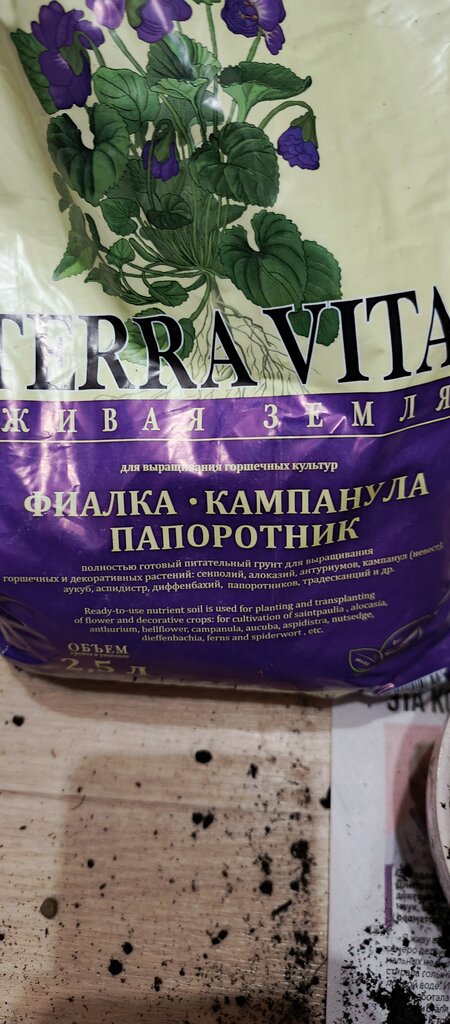 TERRA VITA
ЖИВАЯ ЗЕМЛЯ
для выращивания горшечных культур
ФИАЛКА • КАМПАНУЛА
ПАПОРОТНИК
полностью готовый питательный грунт для выращивания
горшечных и декоративных растений: сенполий, алоказий, антуриумов, кампанул (невест),
аукуб, аспидистр, диффенбахий, папоротников, традесканций и др.
Ready-to-use nutrient soil is used for planting and transplanting
of flower and decorative crops: for cultivation of saintpaulia , alocasia,
anthurium, bellflower, campanula, aucuba, aspidistra, nutsedge,
dieffenbachia, ferns and spiderwort , etc.
ОБЪЕМ
грунта в упаковке
2,5 л
ЭТА